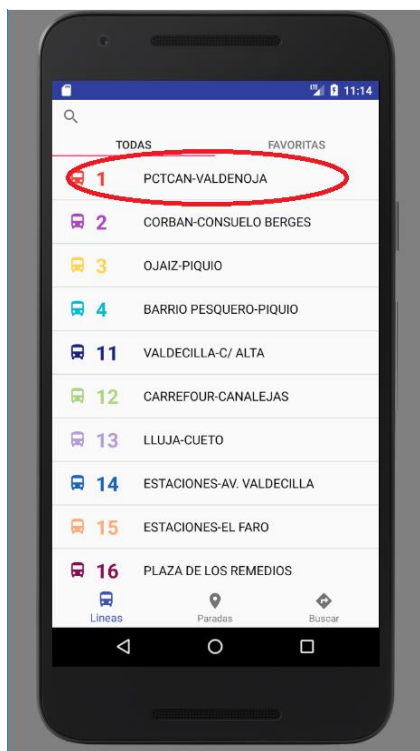 LTE 11:14
TODAS FAVORITAS
1 PCTCAN-VALDENOJA
2 CORBAN-CONSUELO BERGES
3 OJAIZ-PIQUIO
4 BARRIO PESQUERO-PIQUIO
11 VALDECILLA-C/ ALTA
12 CARREFOUR-CANALEJAS
13 LLUJA-CUETO
14 ESTACIONES-AV. VALDECILLA
15 ESTACIONES-EL FARO
16 PLAZA DE LOS REMEDIOS
Lineas Paradas Buscar